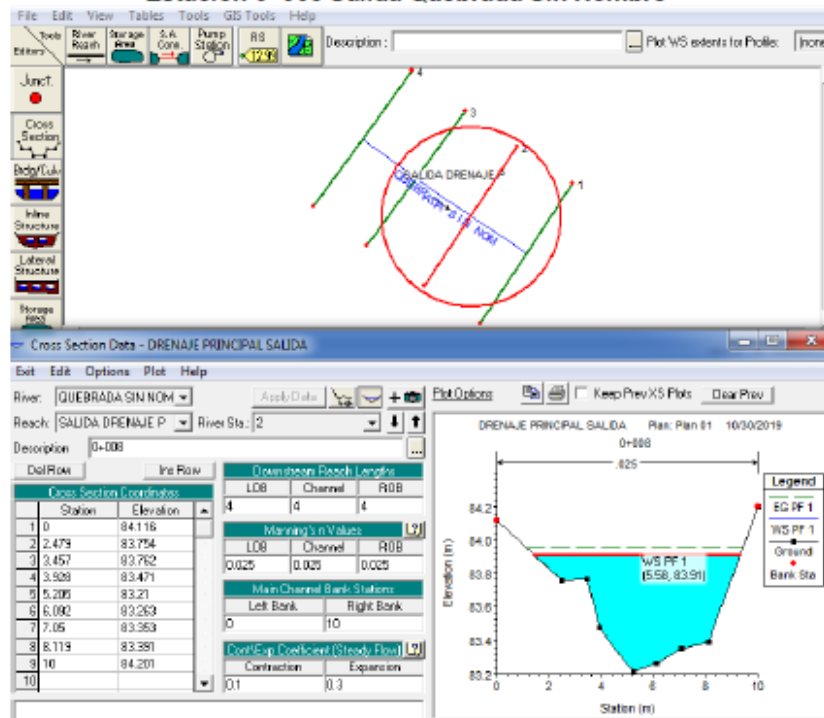 File Edit View Tables Tools GIS Tools Help
Tools
Editors
River
Reach
Storage
Area
S.A.
Conn.
Pump
Station
RS
Description :
...
Plot WS extents for Profile:
(none
Junct.
Cross
Section
Brdg/Culv
Inline
Structure
Lateral
Structure
Storage
Area
4
3
2
1
SALIDA DRENAJE P
QUEBRADA SIN NOM
Cross Section Data - DRENAJE PRINCIPAL SALIDA
Exit Edit Options Plot Help
River: QUEBRADA SIN NOM
Apply Data
Plot Options
Keep Prev XS Plots
Clear Prev
Reach: SALIDA DRENAJE P
River Sta.: 2
Description 0+008
...
Del Row
Ins Row
Cross Section Coordinates
Station Elevation
1 0 84.116
2 2.479 83.754
3 3.457 83.762
4 3.928 83.471
5 5.206 83.21
6 6.092 83.263
7 7.05 83.353
8 8.119 83.391
9 10 84.201
10
Downstream Reach Lengths
LOB Channel ROB
4 4 4
Manning's n Values
LOB Channel ROB
0.025 0.025 0.025
Main Channel Bank Stations
Left Bank Right Bank
0 10
Cont\Exp Coefficient (Steady Flow)
Contraction Expansion
0.1 0.3
DRENAJE PRINCIPAL SALIDA Plan: Plan 01 10/30/2019
0+008
.025
Legend
EG PF 1
WS PF 1
Ground
Bank Sta
WS PF 1
(5.58, 83.91)
Elevation (m)
84.2
84.0
83.8
83.6
83.4
83.2
0 2 4 6 8 10
Station (m)